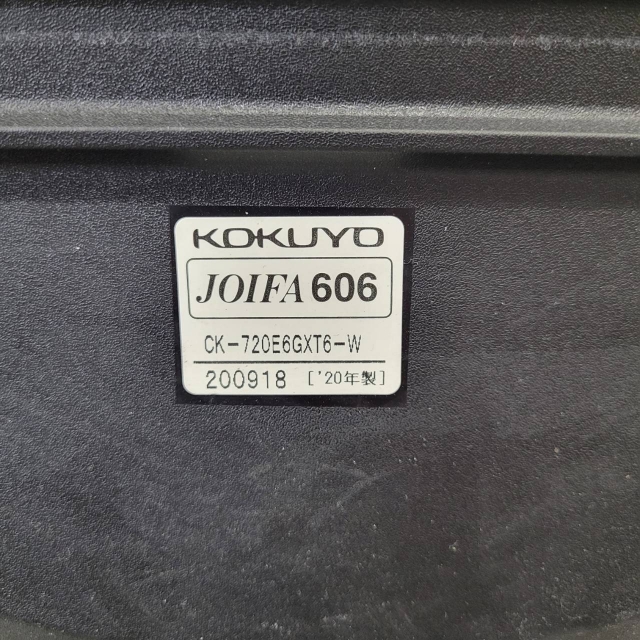 KOKUYO
JOIFA 606
CK-720E6GXT6-W
200918 ['20年製]